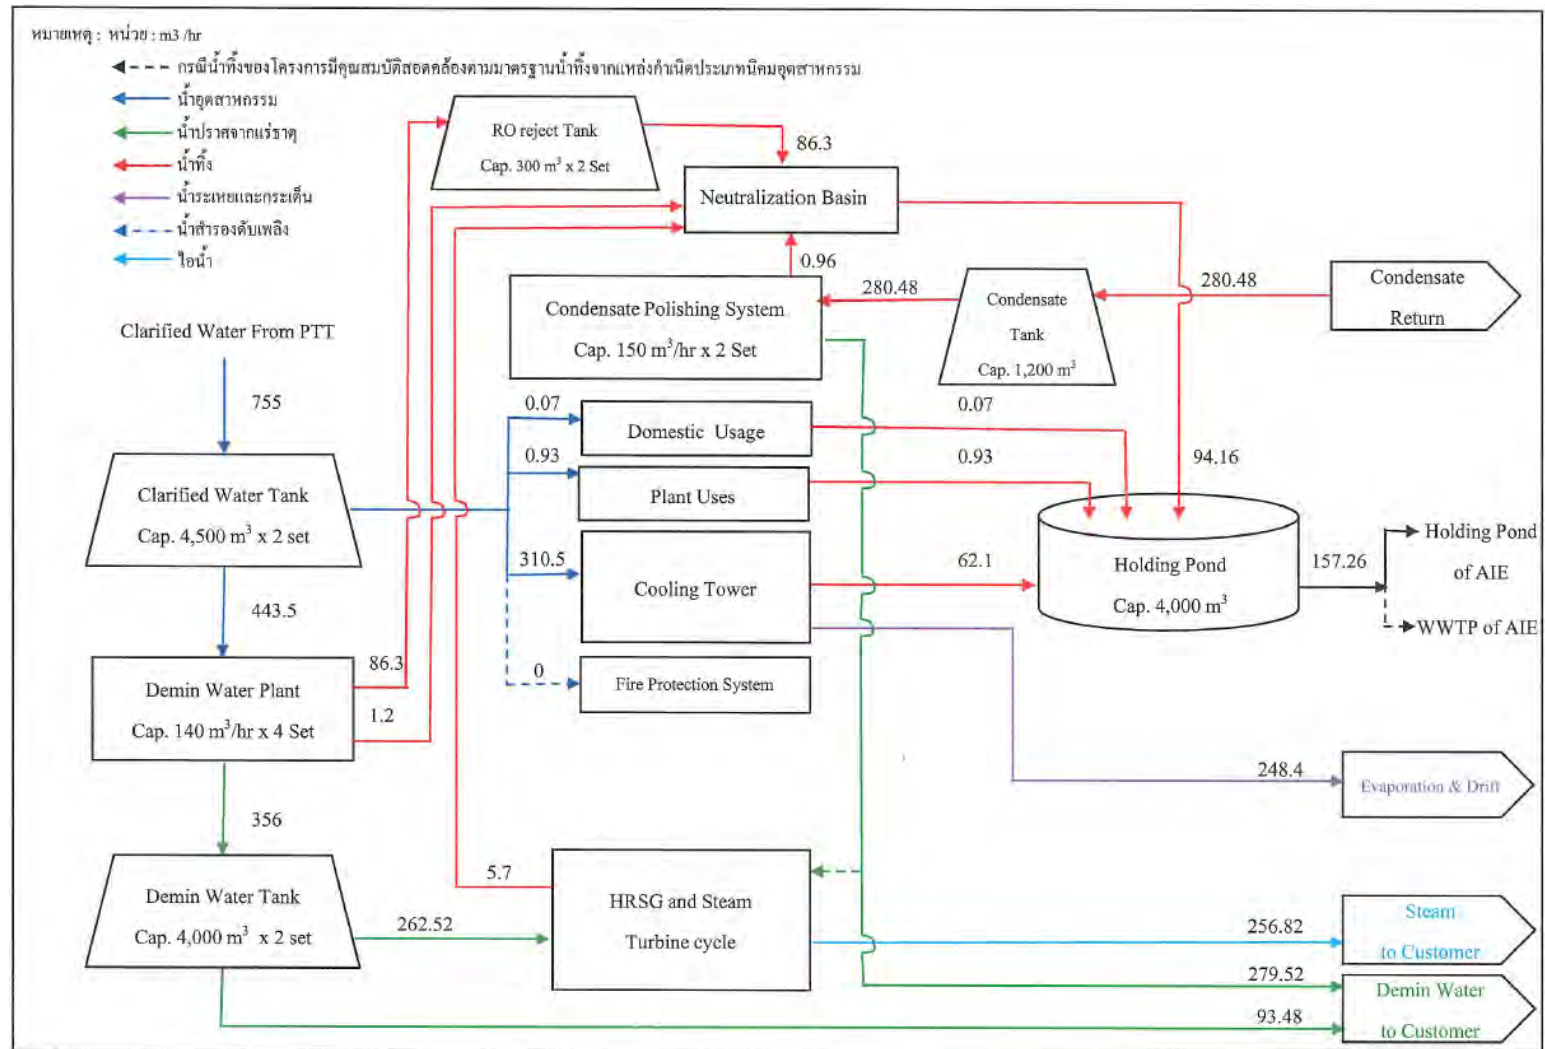 หมายเหตุ : หน่วย : m3 /hr
กรณีน้ำทิ้งของโครงการมีคุณสมบัติสอดคล้องตามมาตรฐานน้ำทิ้งจากแหล่งกำเนิดประเภทนิคมอุตสาหกรรม
น้ำอุตสาหกรรม
น้ำปราศจากแร่ธาตุ
น้ำทิ้ง
น้ำระเหยและกระเด็น
น้ำสำรองดับเพลิง
ไอน้ำ
RO reject Tank
Cap. 300 m³ x 2 Set
86.3
Neutralization Basin
0.96
Condensate Polishing System
Cap. 150 m³/hr x 2 Set
280.48
Condensate
Tank
Cap. 1,200 m³
280.48
Condensate
Return
Clarified Water From PTT
755
Clarified Water Tank
Cap. 4,500 m³ x 2 set
0.07
Domestic Usage
0.07
0.93
Plant Uses
0.93
94.16
310.5
Cooling Tower
62.1
Holding Pond
Cap. 4,000 m³
157.26
Holding Pond
of AIE
WWTP of AIE
443.5
0
Fire Protection System
Demin Water Plant
Cap. 140 m³/hr x 4 Set
86.3
1.2
248.4
Evaporation & Drift
356
Demin Water Tank
Cap. 4,000 m³ x 2 set
262.52
5.7
HRSG and Steam
Turbine cycle
256.82
Steam
to Customer
279.52
Demin Water
to Customer
93.48